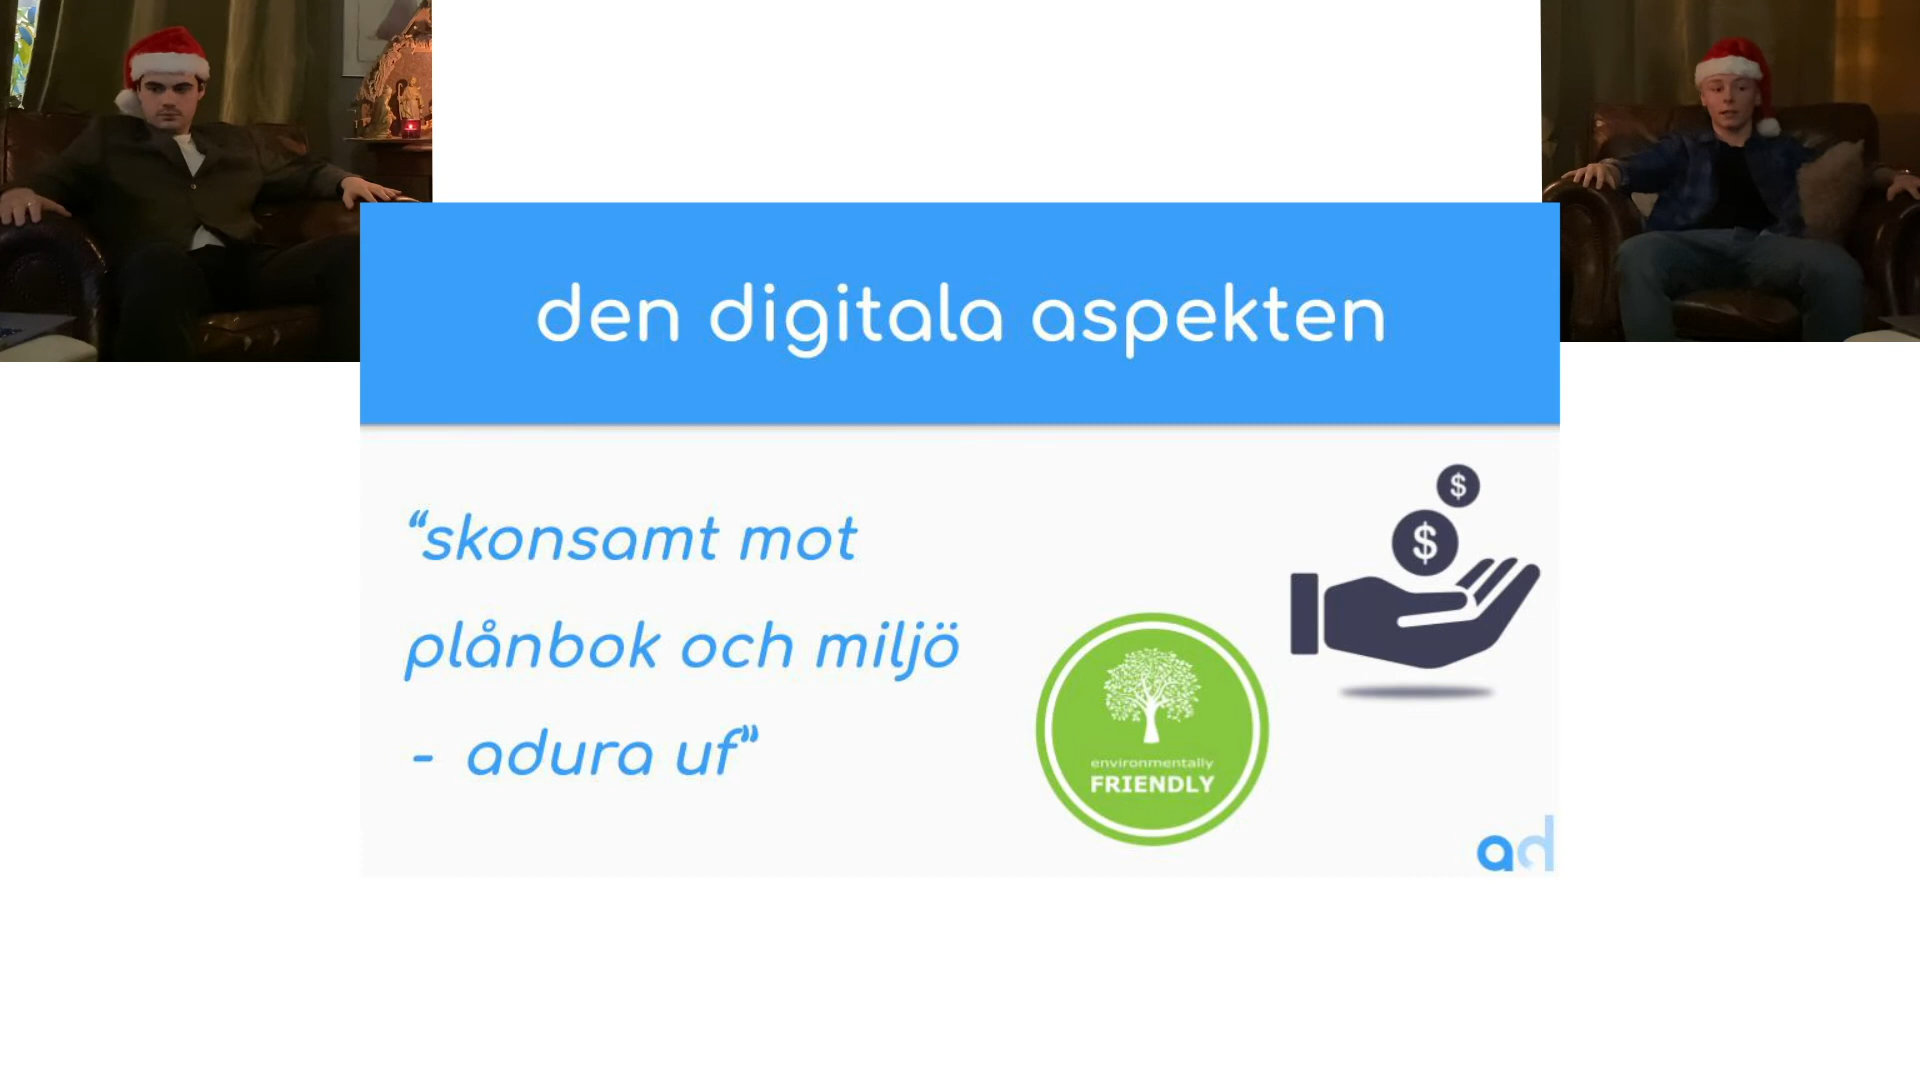 den digitala aspekten
“skonsamt mot
plånbok och miljö
- adura uf”
$
$
environmentally
FRIENDLY
ad